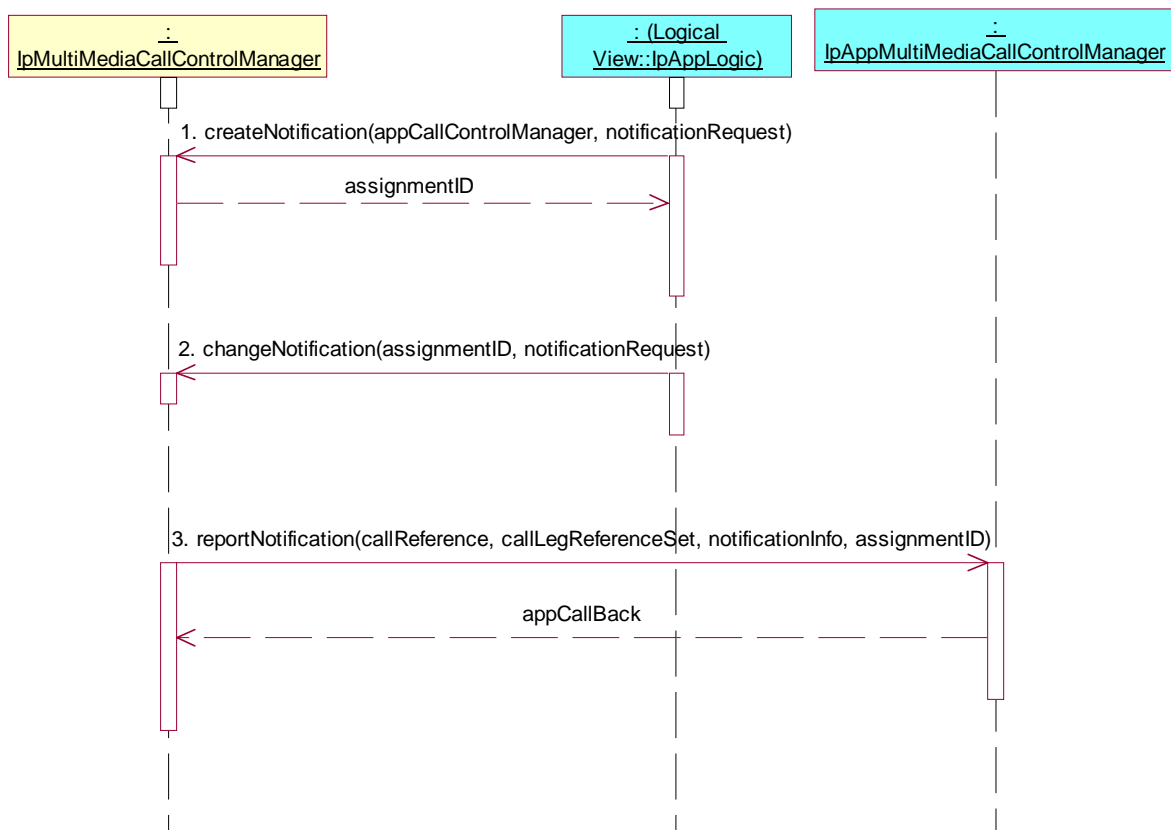 :
IpMultiMediaCallControlManager
: (Logical
View::IpAppLogic)
:
IpAppMultiMediaCallControlManager
1. createNotification(appCallControlManager, notificationRequest)
assignmentID
2. changeNotification(assignmentID, notificationRequest)
3. reportNotification(callReference, callLegReferenceSet, notificationInfo, assignmentID)
appCallBack